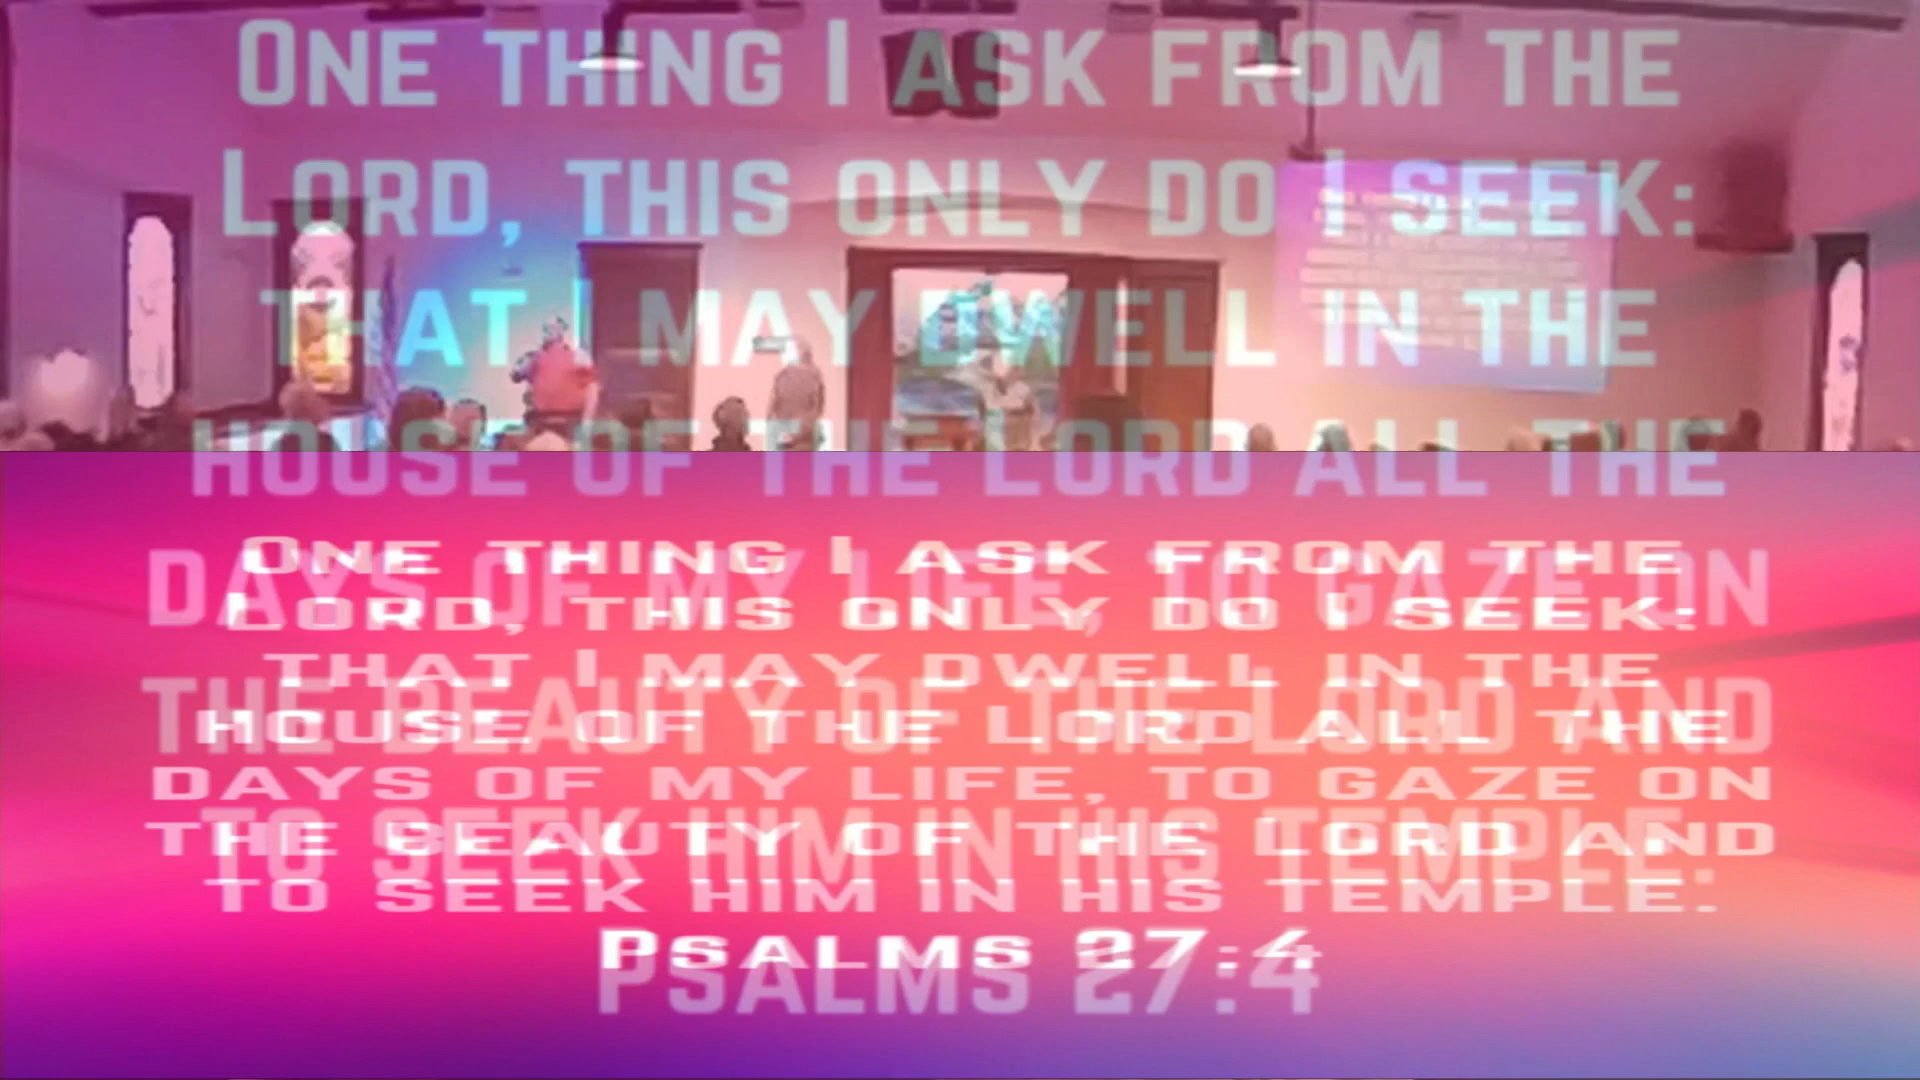 One thing I ask from the
Lord, this only do I seek:
that I may dwell in the
house of the Lord all the
days of my life, to gaze on
the beauty of the Lord and
to seek him in his temple:
Psalms 27:4
One thing I ask from the
Lord, this only do I seek:
that I may dwell in the
house of the Lord all the
days of my life, to gaze on
the beauty of the Lord and
to seek him in his temple:
Psalms 27:4